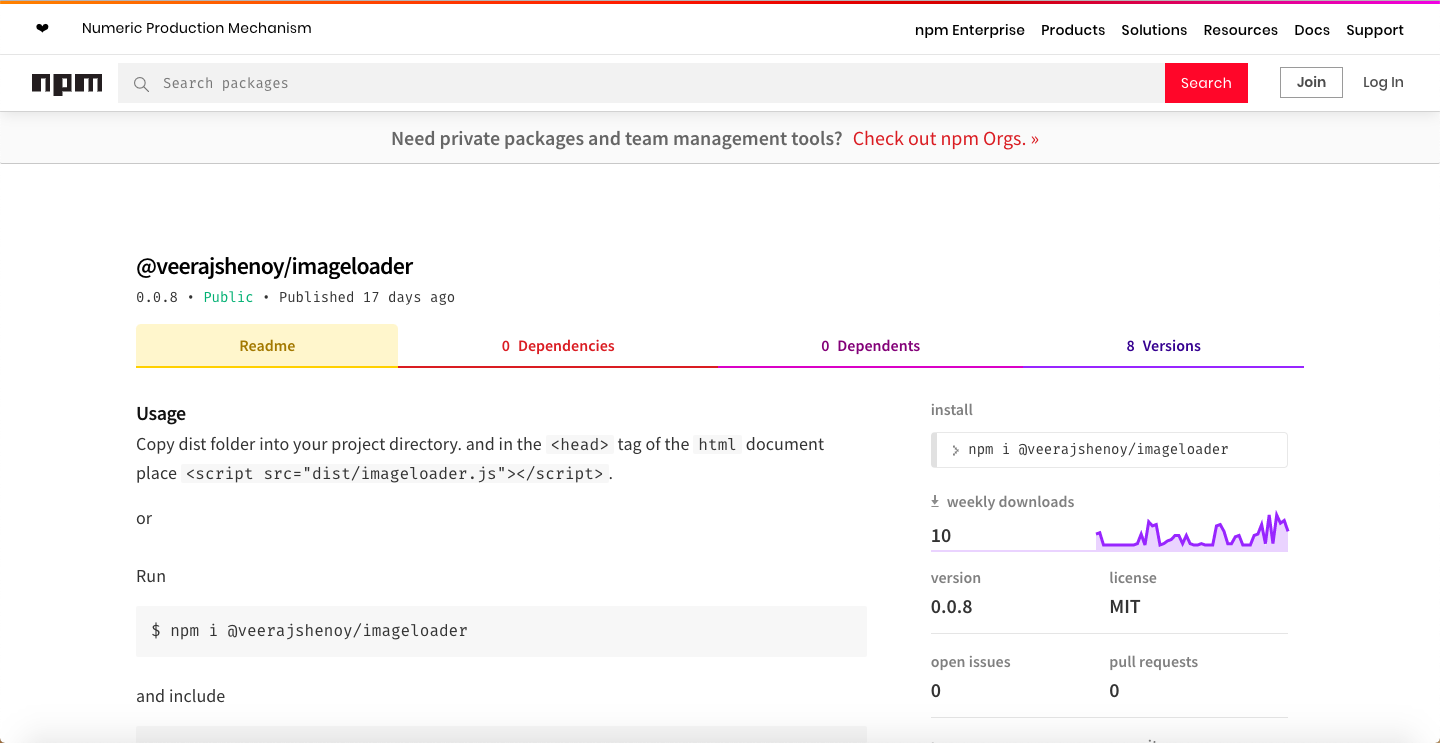 ❤ Numeric Production Mechanism npm Enterprise Products Solutions Resources Docs Support
npm Search packages Search Join Log In
Need private packages and team management tools? Check out npm Orgs. »
@veerajshenoy/imageloader
0.0.8 • Public • Published 17 days ago
Readme 0 Dependencies 0 Dependents 8 Versions
Usage
Copy dist folder into your project directory. and in the <head> tag of the html document
place <script src="dist/imageloader.js"></script>.
or
Run
$ npm i @veerajshenoy/imageloader
and include
install
> npm i @veerajshenoy/imageloader
weekly downloads
10
version license
0.0.8 MIT
open issues pull requests
0 0